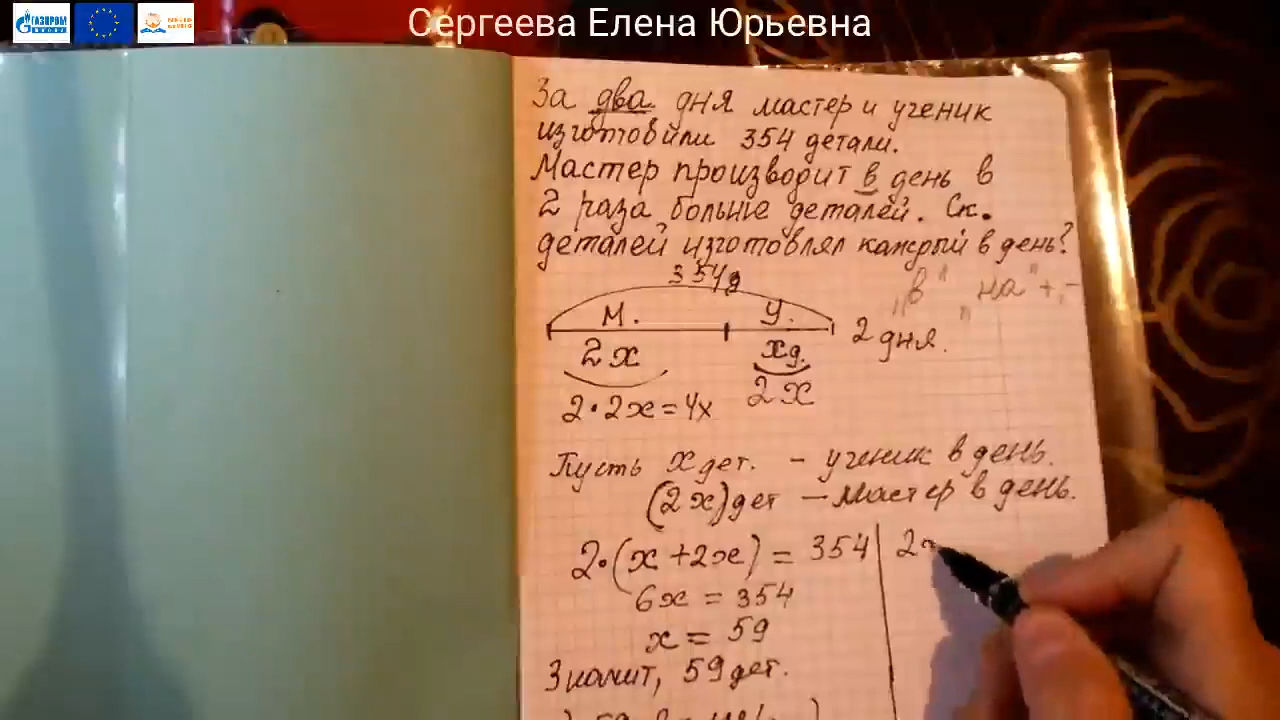 Сергеева Елена Юрьевна
ГАЗПРОМ
За два дня мастер и ученик
изготовили 354 детали.
Мастер производит в день в
2 раза больше деталей. Ск.
деталей изготовлял каждый в день?
354д
"в" "на" +,-
М. У.
2 дня.
2x xд.
2x
2·2x=4x
Пусть x дет. - ученик в день.
(2x) дет - мастер в день.
2·(x+2x) = 354
6x = 354
x = 59
Значит, 59 дет.